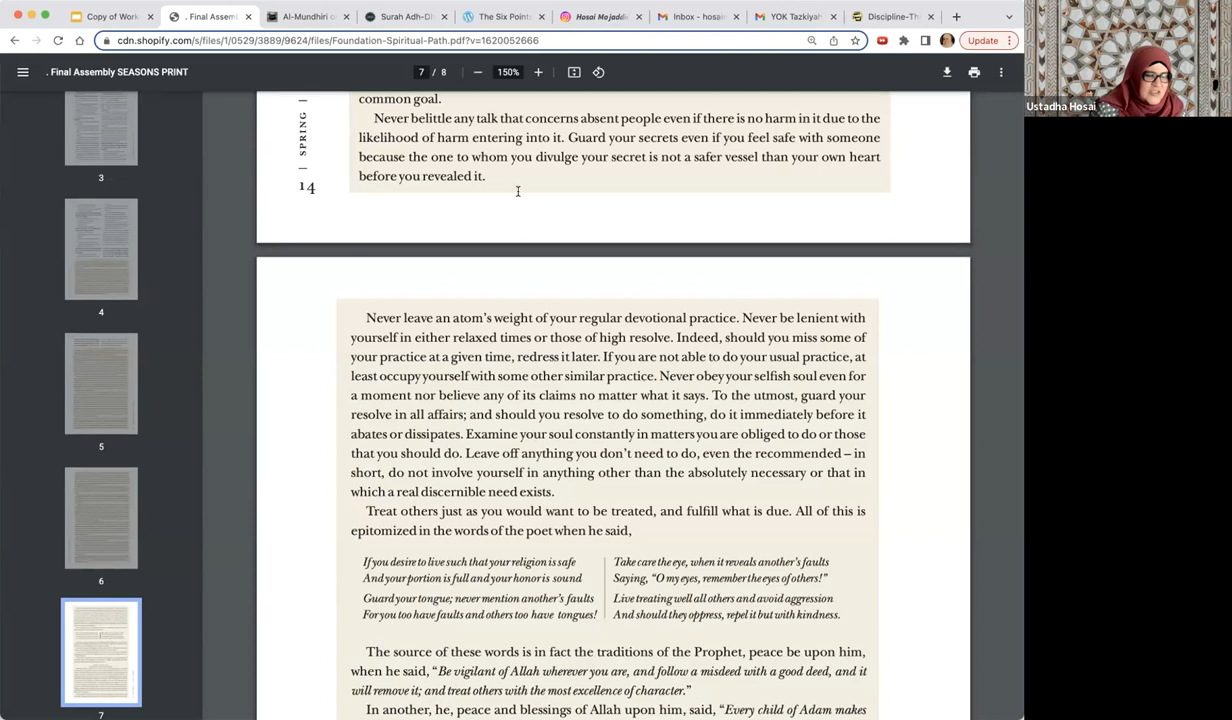 Copy of Work
. Final Assemb
Al-Mundhiri o
Surah Adh-Dh
The Six Points
Hosai Mojaddid
Inbox - hosai
YOK Tazkiyah
Discipline-Thi
cdn.shopify.com/s/files/1/0529/3889/9624/files/Foundation-Spiritual-Path.pdf?v=1620052666
Update
. Final Assembly SEASONS PRINT
7 / 8
150%
Ustadha Hosai
3
4
5
6
7
SPRING
14
common goal.
Never belittle any talk that concerns absent people even if there is no harm in it due to the
likelihood of harm entering into it. Guard your secrets even if you feel safe with someone
because the one to whom you divulge your secret is not a safer vessel than your own heart
before you revealed it.
Never leave an atom's weight of your regular devotional practice. Never be lenient with
yourself in either relaxed times or those of high resolve. Indeed, should you miss some of
your practice at a given time, redress it later. If you are not able to do your usual practice, at
least occupy yourself with some other similar practice. Never obey your selfish soul even for
a moment nor believe any of its claims no matter what it says. To the utmost, guard your
resolve in all affairs; and should you resolve to do something, do it immediately before it
abates or dissipates. Examine your soul constantly in matters you are obliged to do or those
that you should do. Leave off anything you don't need to do, even the recommended – in
short, do not involve yourself in anything other than the absolutely necessary or that in
which a real discernible need exists.
Treat others just as you would want to be treated, and fulfill what is due. All of this is
epitomized in the words of the poet when he said,
If you desire to live such that your religion is safe
And your portion is full and your honor is sound
Guard your tongue; never mention another's faults
For you too have faults and others too have tongues!
Take care the eye, when it reveals another's faults
Saying, "O my eyes, remember the eyes of others!"
Live treating well all others and avoid aggression
And should they oppress, repel it but with kindness.
The source of these words is in fact the traditions of the Prophet, peace be upon him,
when he said, "Be vigilant of Allah wherever you are, and follow a misdeed with a good deed, and it
will remove it; and treat others with the most excellence of character."
In another, he, peace and blessings of Allah upon him, said, "Every child of Adam makes